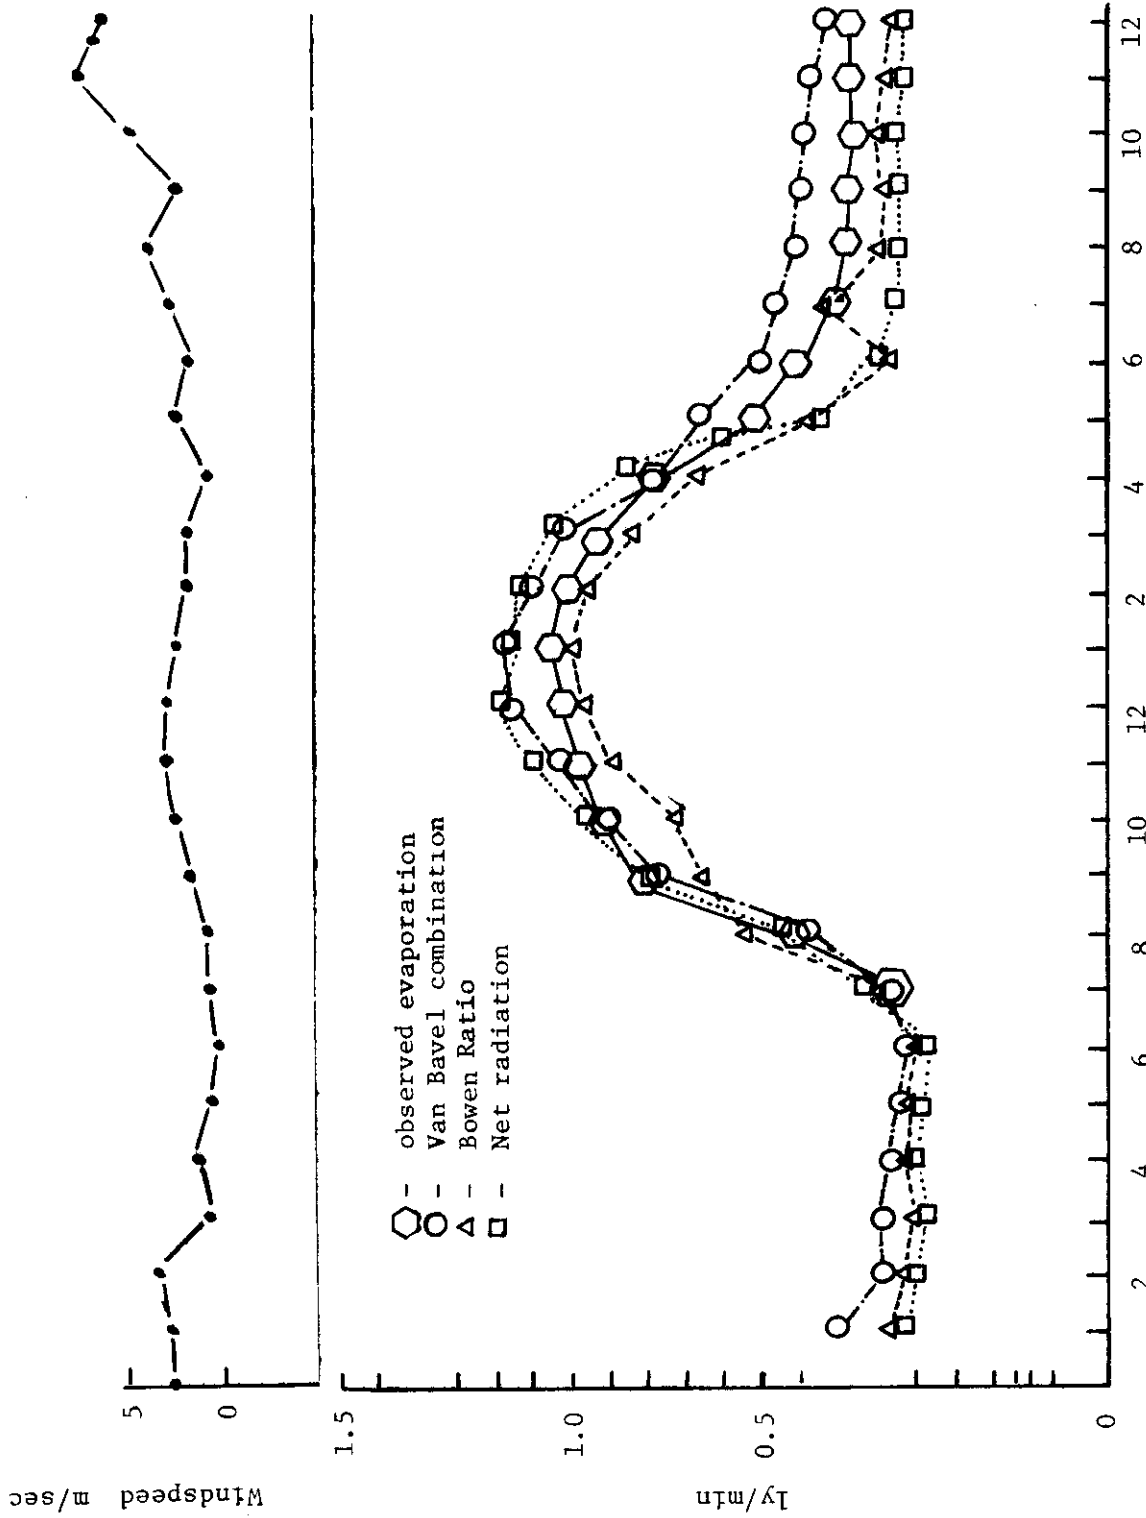 Windspeed m/sec
5
0
1y/min
1.5
1.0
0.5
0
- observed evaporation
- Van Bavel combination
- Bowen Ratio
- Net radiation
2 4 6 8 10 12 2 4 6 8 10 12